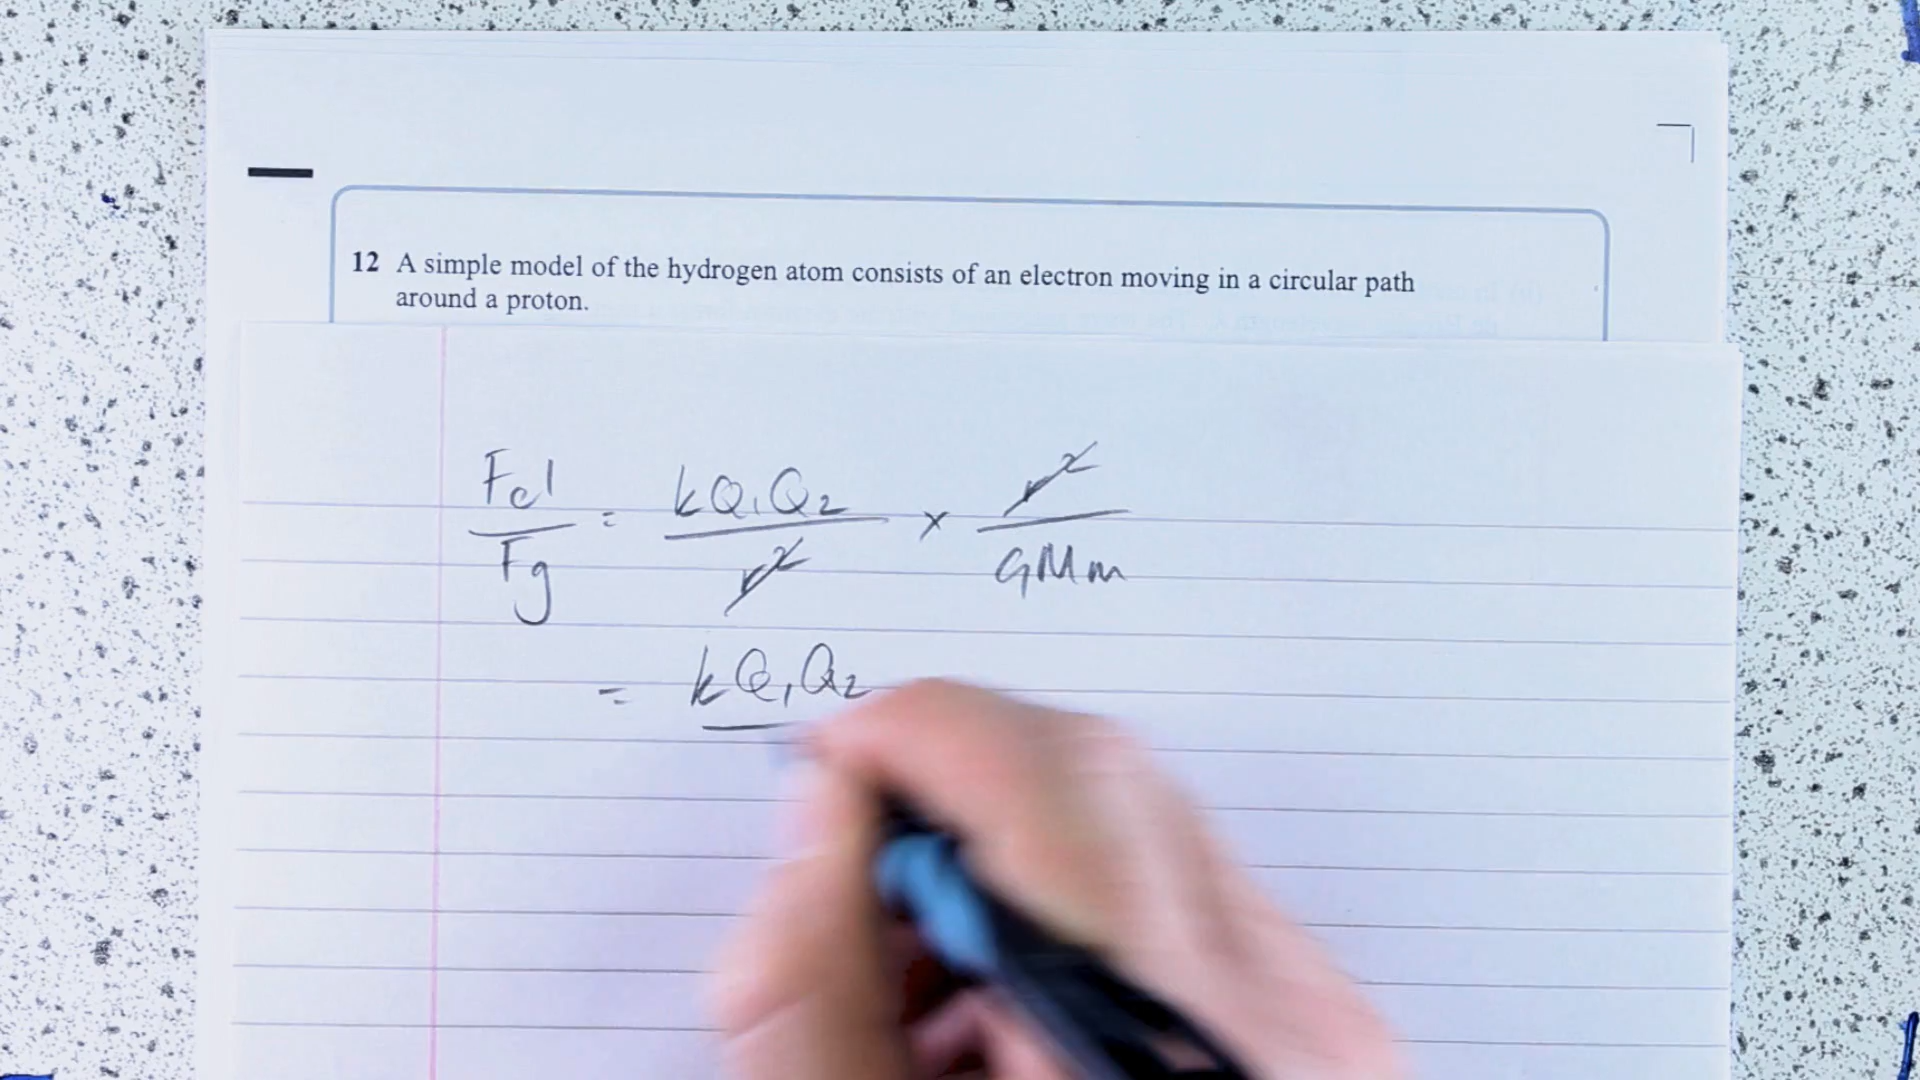 12 A simple model of the hydrogen atom consists of an electron moving in a circular path
around a proton.
Fel/Fg = kQ₁Q₂/r² × r²/GMm
= kQ₁Q₂